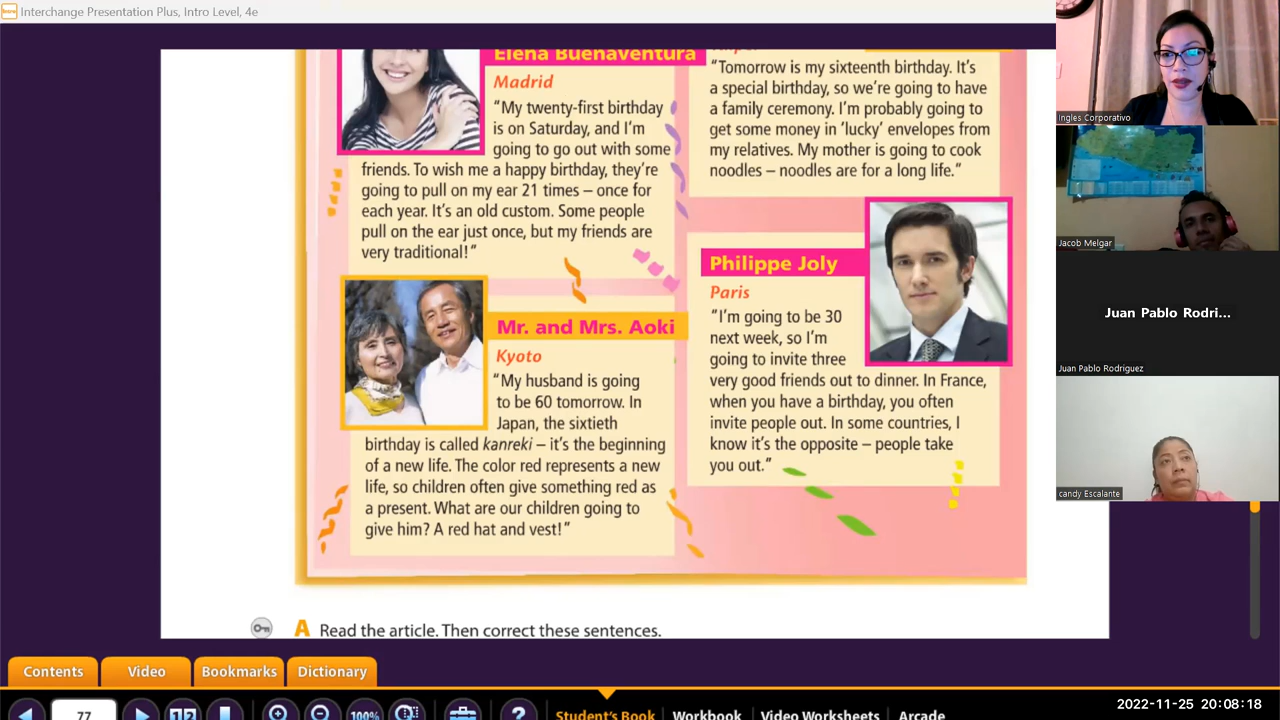 Interchange Presentation Plus, Intro Level, 4e
Elena Buenaventura
Madrid
"My twenty-first birthday
is on Saturday, and I'm
going to go out with some
friends. To wish me a happy birthday, they're
going to pull on my ear 21 times – once for
each year. It's an old custom. Some people
pull on the ear just once, but my friends are
very traditional!"
Mr. and Mrs. Aoki
Kyoto
"My husband is going
to be 60 tomorrow. In
Japan, the sixtieth
birthday is called kanreki – it's the beginning
of a new life. The color red represents a new
life, so children often give something red as
a present. What are our children going to
give him? A red hat and vest!"
"Tomorrow is my sixteenth birthday. It's
a special birthday, so we're going to have
a family ceremony. I'm probably going to
get some money in 'lucky' envelopes from
my relatives. My mother is going to cook
noodles – noodles are for a long life."
Philippe Joly
Paris
"I'm going to be 30
next week, so I'm
going to invite three
very good friends out to dinner. In France,
when you have a birthday, you often
invite people out. In some countries, I
know it's the opposite – people take
you out."
A Read the article. Then correct these sentences.
Ingles Corporativo
Jacob Melgar
Juan Pablo Rodri...
Juan Pablo Rodriguez
candy Escalante
Contents Video Bookmarks Dictionary
77 1 2 100% ? Student's Book Workbook Video Worksheets Arcade
2022-11-25 20:08:18